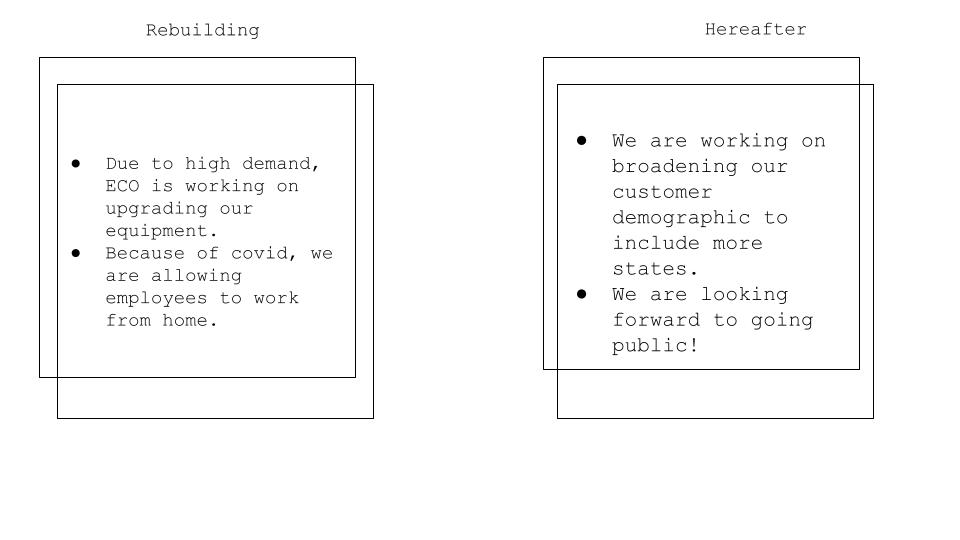 Rebuilding
● Due to high demand,
ECO is working on
upgrading our
equipment.
● Because of covid, we
are allowing
employees to work
from home.
Hereafter
● We are working on
broadening our
customer
demographic to
include more
states.
● We are looking
forward to going
public!